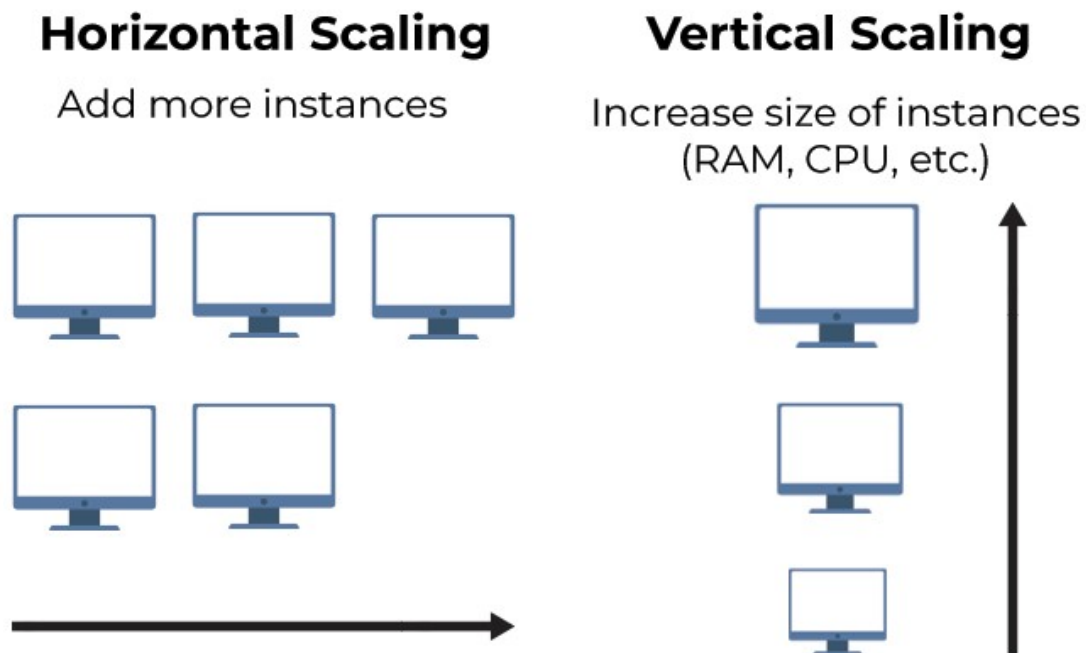 Horizontal Scaling
Add more instances
Vertical Scaling
Increase size of instances
(RAM, CPU, etc.)